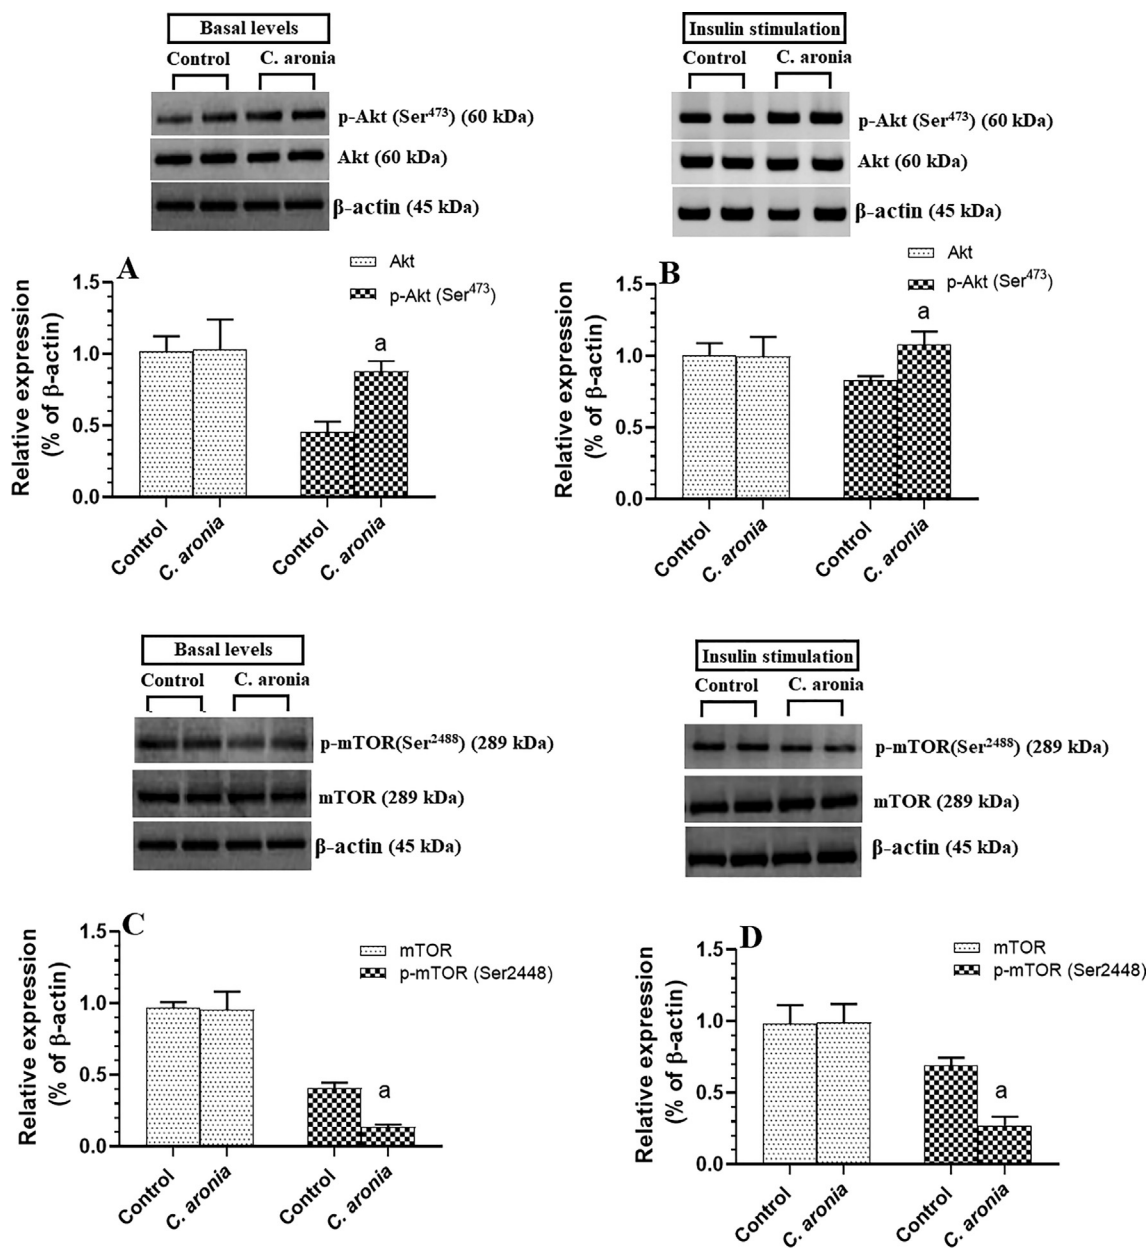 Basal levels
Control C. aronia
p-Akt (Ser473) (60 kDa)
Akt (60 kDa)
β-actin (45 kDa)
Insulin stimulation
Control C. aronia
p-Akt (Ser473) (60 kDa)
Akt (60 kDa)
β-actin (45 kDa)
A
Akt
p-Akt (Ser473)
Relative expression
(% of β-actin)
1.5
1.0
0.5
0.0
a
Control
C. aronia
Control
C. aronia
B
Akt
p-Akt (Ser473)
Relative expression
(% of β-actin)
1.5
1.0
0.5
0.0
a
Control
C. aronia
Control
C. aronia
Basal levels
Control C. aronia
p-mTOR(Ser2488) (289 kDa)
mTOR (289 kDa)
β-actin (45 kDa)
Insulin stimulation
Control C. aronia
p-mTOR(Ser2488) (289 kDa)
mTOR (289 kDa)
β-actin (45 kDa)
C
mTOR
p-mTOR (Ser2448)
Relative expression
(% of β-actin)
1.5
1.0
0.5
0.0
a
Control
C. aronia
Control
C. aronia
D
mTOR
p-mTOR (Ser2448)
Relative expression
(% of β-actin)
1.5
1.0
0.5
0.0
a
Control
C. aronia
Control
C. aronia